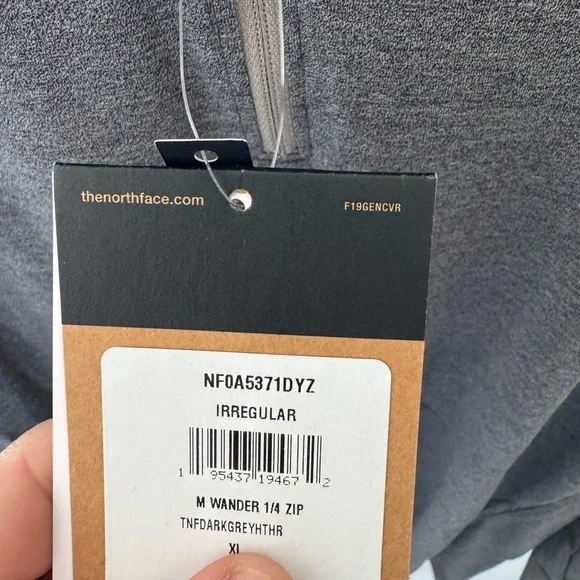 thenorthface.com
F19GENCVR
NF0A5371DYZ
IRREGULAR
1 95437 19467 2
M WANDER 1/4 ZIP
TNFDARKGREYHTHR
XL